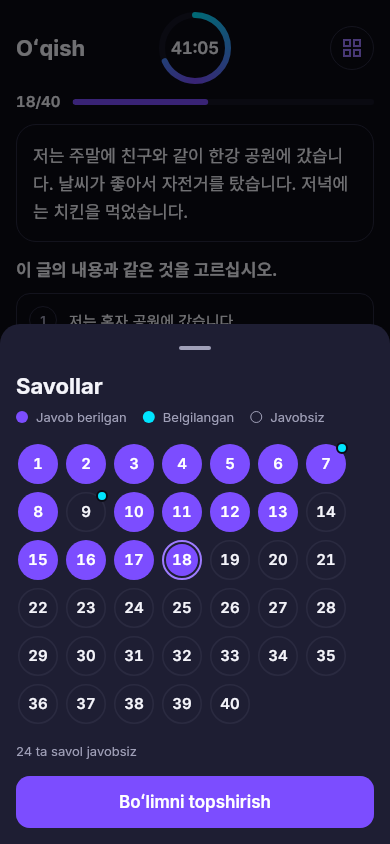 Oʻqish
41:05
18/40
저는 주말에 친구와 같이 한강 공원에 갔습니
다. 날씨가 좋아서 자전거를 탔습니다. 저녁에
는 치킨을 먹었습니다.
이 글의 내용과 같은 것을 고르십시오.
1 저는 혼자 공원에 갔습니다
Savollar
Javob berilgan Belgilangan Javobsiz
1 2 3 4 5 6 7
8 9 10 11 12 13 14
15 16 17 18 19 20 21
22 23 24 25 26 27 28
29 30 31 32 33 34 35
36 37 38 39 40
24 ta savol javobsiz
Boʻlimni topshirish